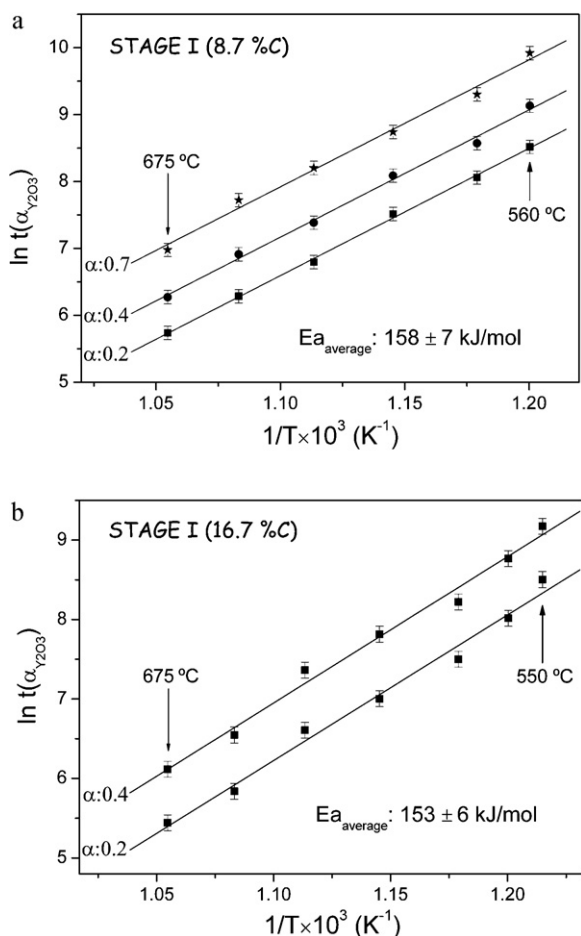 a
STAGE I (8.7 %C)
10
9
8
7
6
5
ln t(α_Y2O3)
675 ºC
560 ºC
α:0.7
α:0.4
α:0.2
Ea_average: 158 ± 7 kJ/mol
1.05
1.10
1.15
1.20
1/T×10³ (K⁻¹)
b
STAGE I (16.7 %C)
9
8
7
6
5
ln t(α_Y2O3)
675 ºC
550 ºC
α:0.4
α:0.2
Ea_average: 153 ± 6 kJ/mol
1.05
1.10
1.15
1.20
1/T×10³ (K⁻¹)